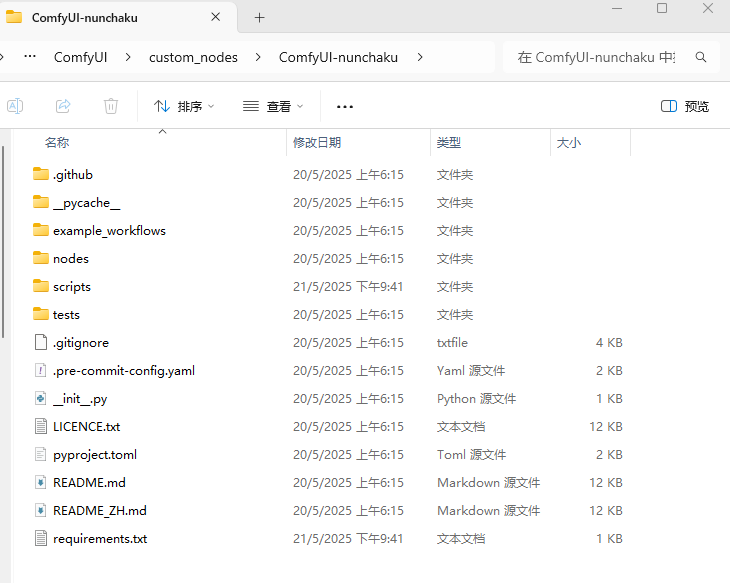 ComfyUI-nunchaku
ComfyUI custom_nodes ComfyUI-nunchaku 在 ComfyUI-nunchaku 中
排序 查看 预览
名称 修改日期 类型 大小
.github 20/5/2025 上午6:15 文件夹
__pycache__ 20/5/2025 上午6:15 文件夹
example_workflows 20/5/2025 上午6:15 文件夹
nodes 20/5/2025 上午6:15 文件夹
scripts 21/5/2025 下午9:41 文件夹
tests 20/5/2025 上午6:15 文件夹
.gitignore 20/5/2025 上午6:15 txtfile 4 KB
.pre-commit-config.yaml 20/5/2025 上午6:15 Yaml 源文件 2 KB
__init__.py 20/5/2025 上午6:15 Python 源文件 1 KB
LICENCE.txt 20/5/2025 上午6:15 文本文档 12 KB
pyproject.toml 20/5/2025 上午6:15 Toml 源文件 2 KB
README.md 20/5/2025 上午6:15 Markdown 源文件 12 KB
README_ZH.md 20/5/2025 上午6:15 Markdown 源文件 12 KB
requirements.txt 21/5/2025 下午9:41 文本文档 1 KB